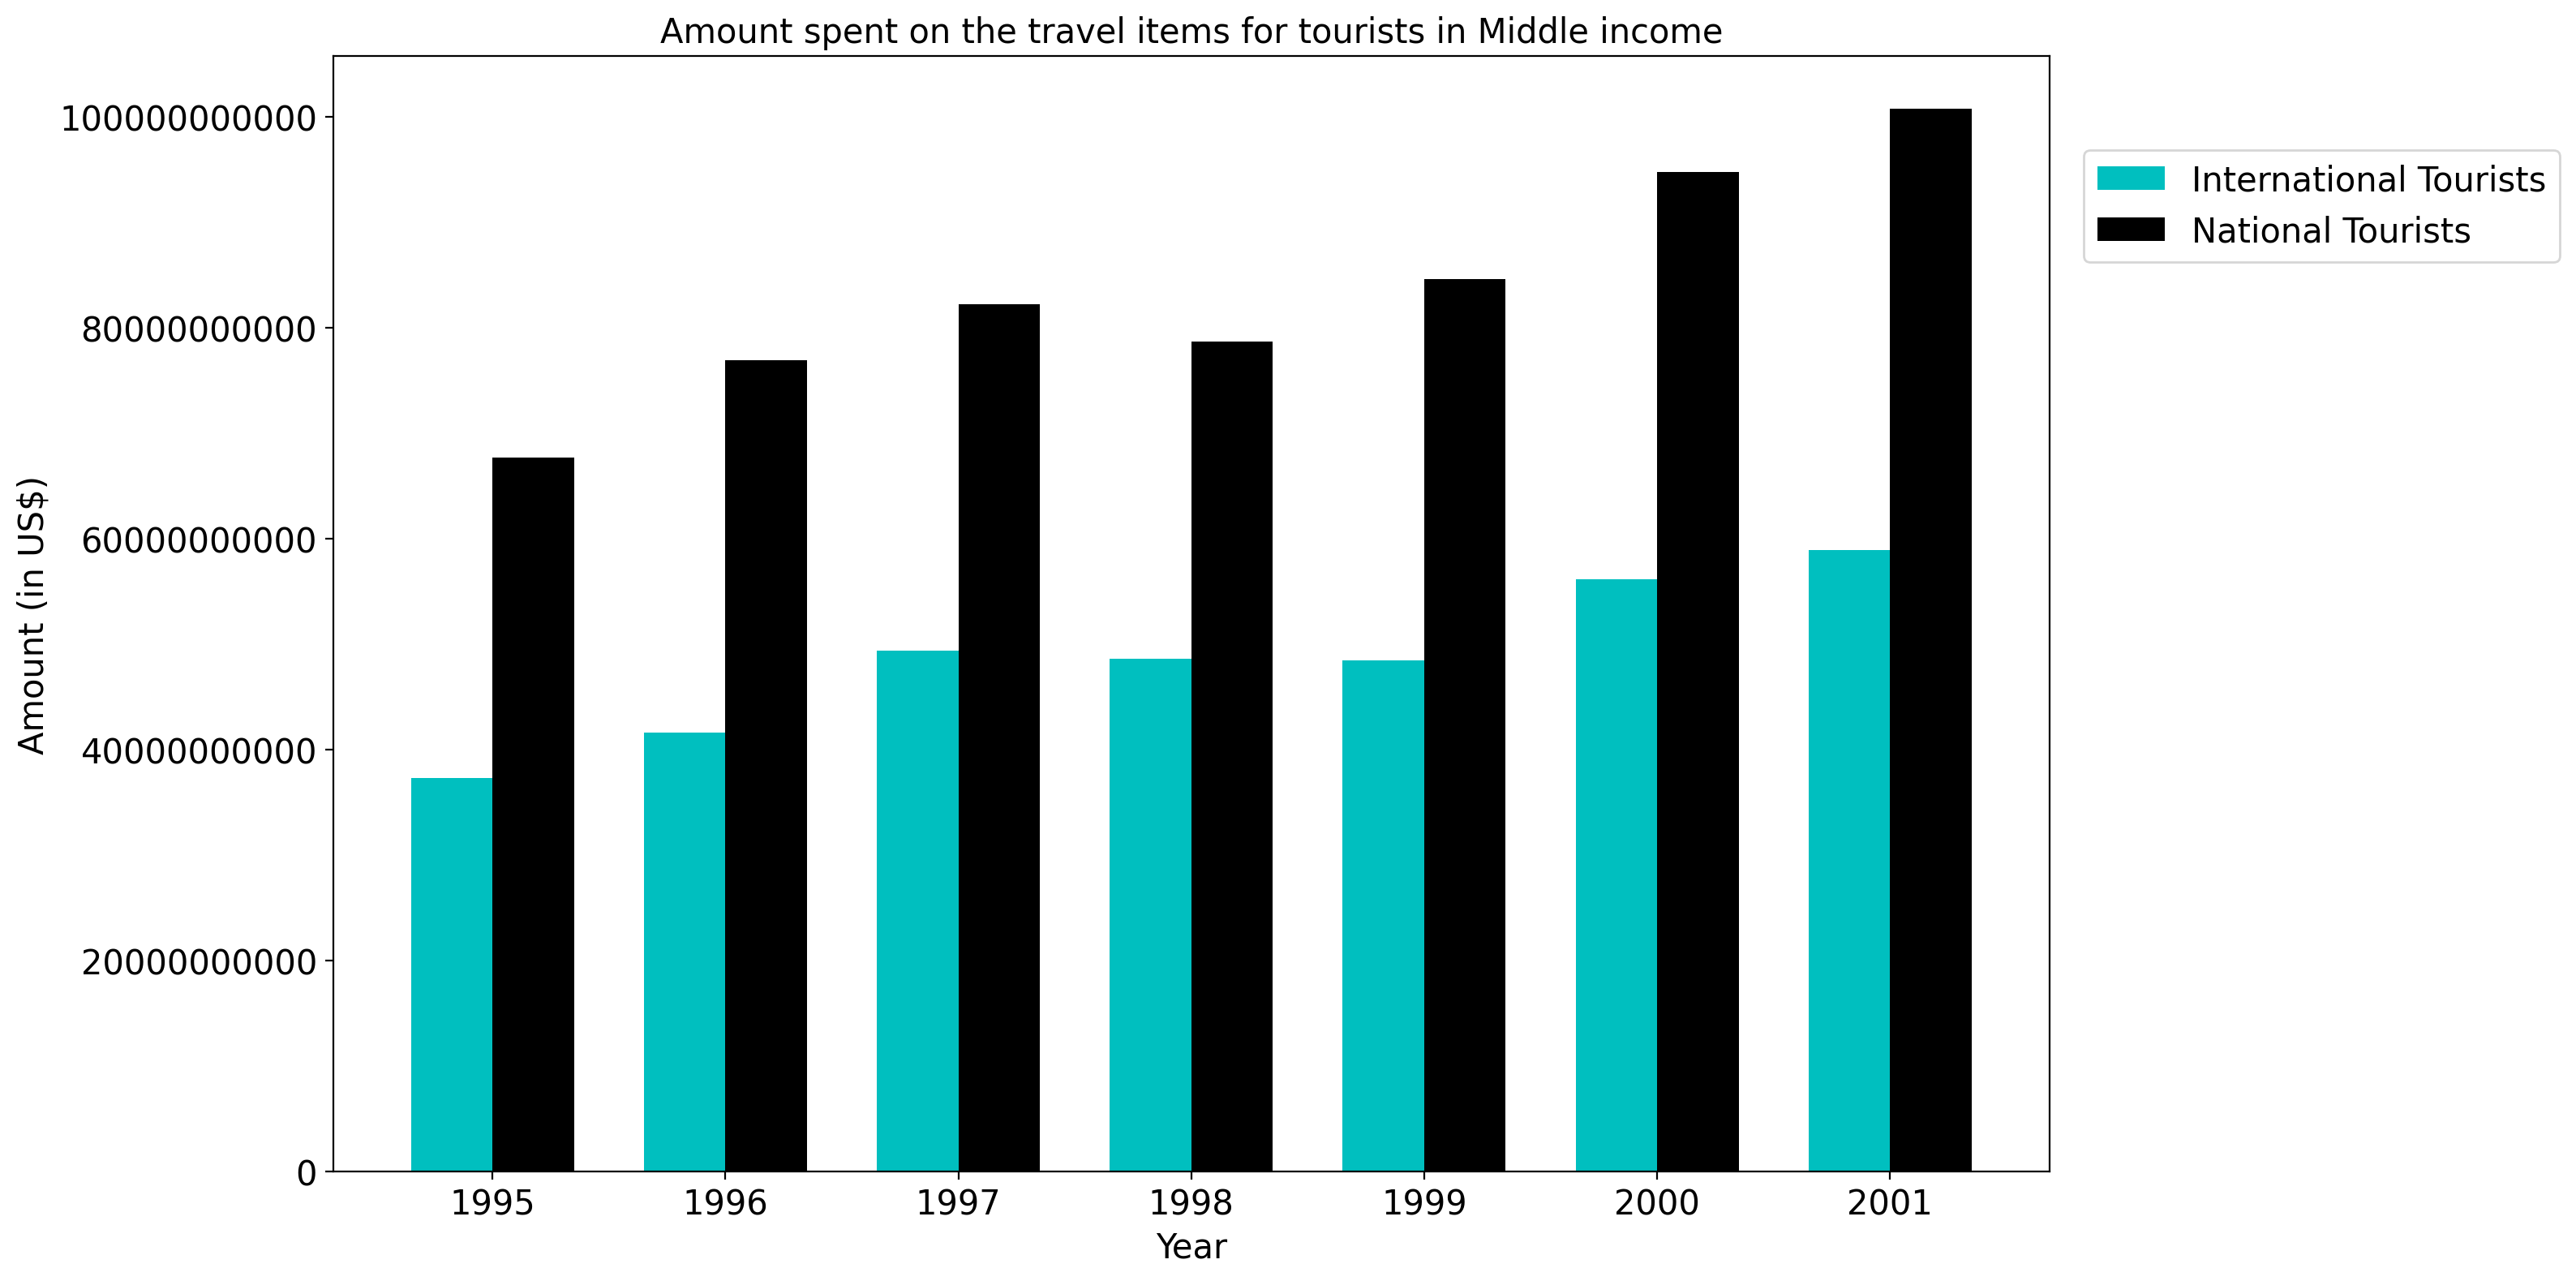 Amount spent on the travel items for tourists in Middle income
100000000000
80000000000
60000000000
40000000000
20000000000
0
Amount (in US$)
1995 1996 1997 1998 1999 2000 2001
Year
International Tourists
National Tourists